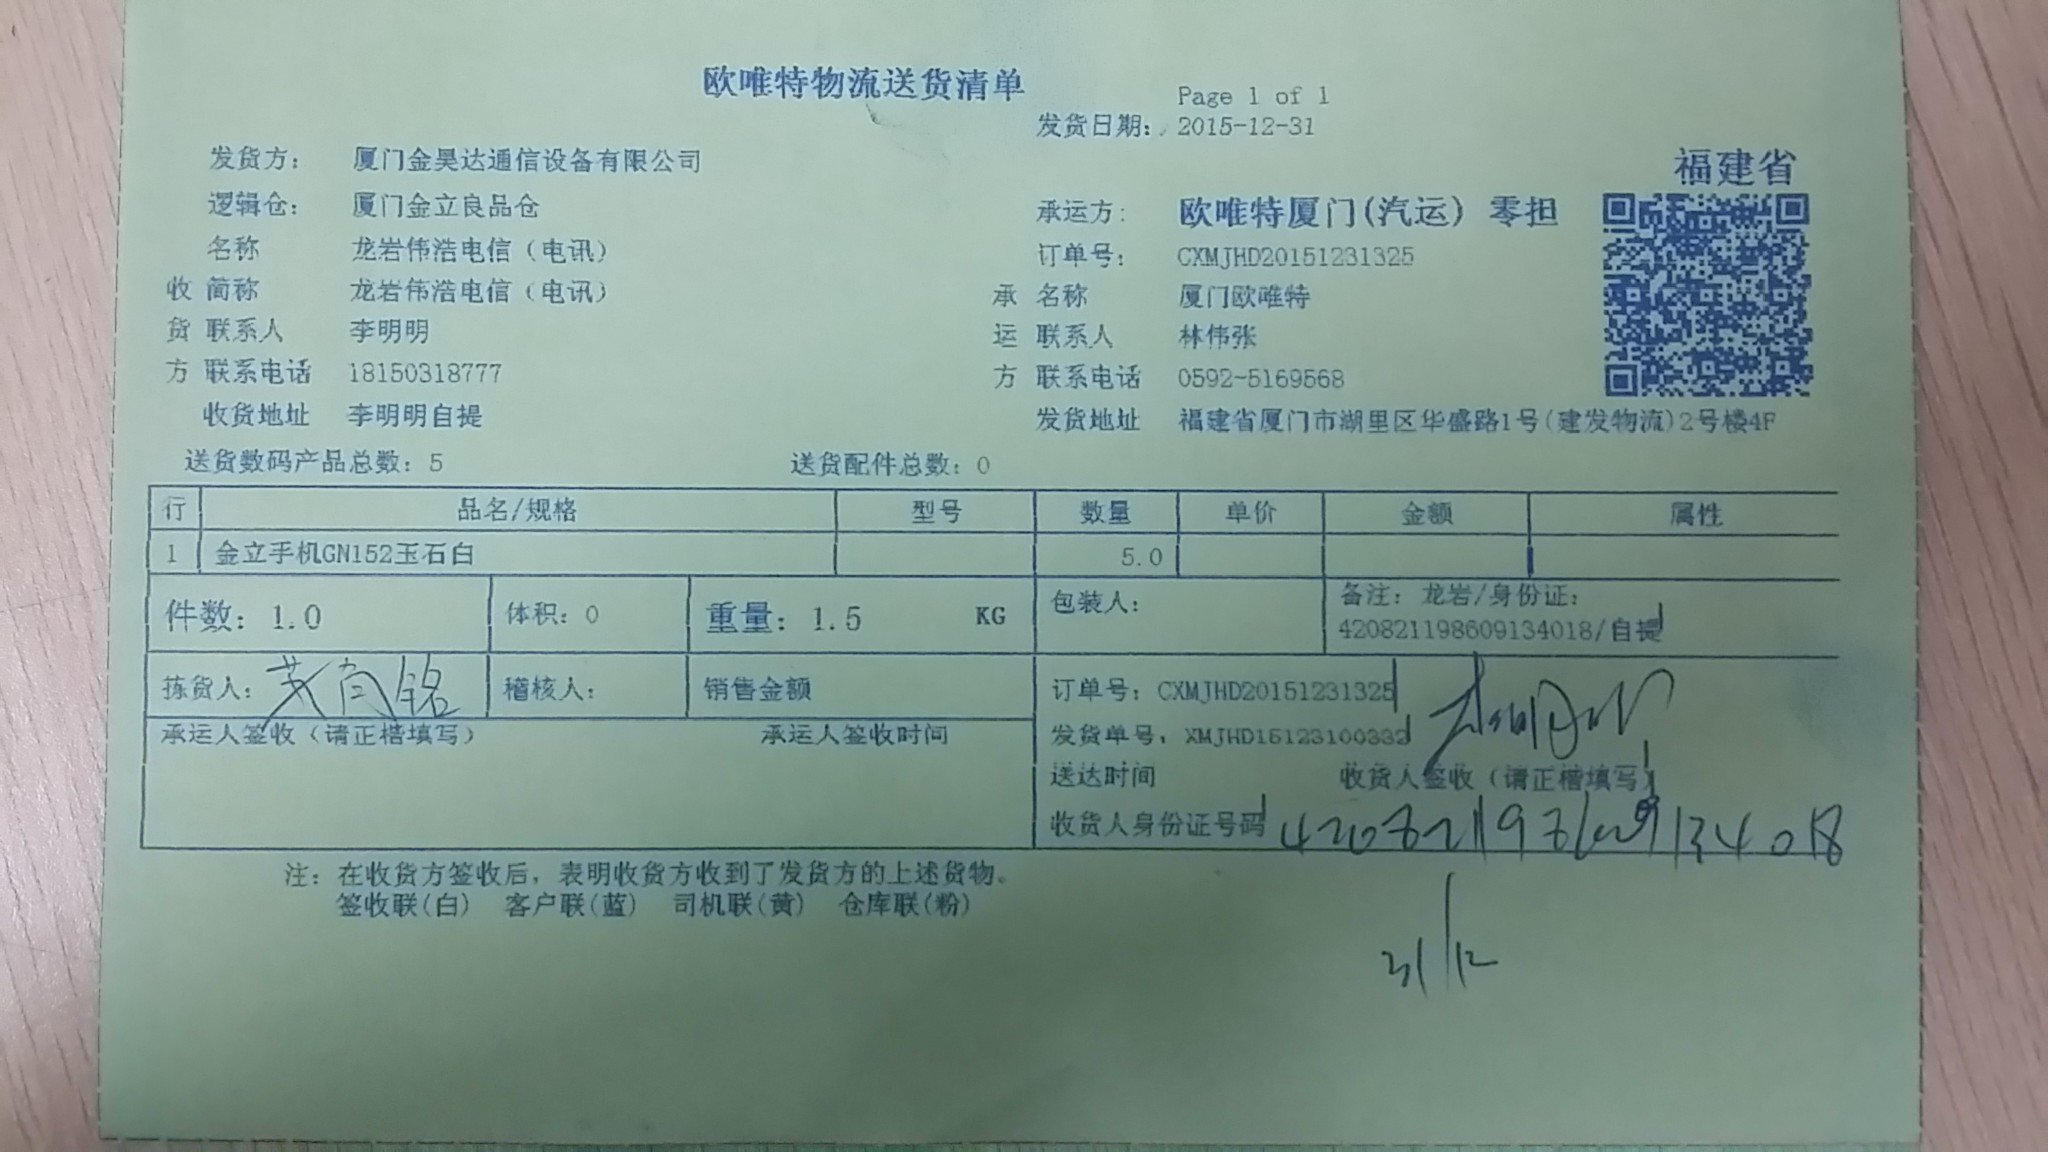 欧唯特物流送货清单
Page 1 of 1
发货日期: 2015-12-31
福建省
发货方: 厦门金昊达通信设备有限公司
逻辑仓: 厦门金立良品仓
承运方: 欧唯特厦门(汽运) 零担
名称 龙岩伟浩电信（电讯）
订单号: CXMJHD20151231325
收 简称 龙岩伟浩电信（电讯）
承 名称 厦门欧唯特
货 联系人 李明明
运 联系人 林伟张
方 联系电话 18150318777
方 联系电话 0592-5169568
收货地址 李明明自提
发货地址 福建省厦门市湖里区华盛路1号(建发物流)2号楼4F
送货数码产品总数: 5 送货配件总数: 0
行 品名/规格 型号 数量 单价 金额 属性
1 金立手机GN152玉石白 5.0
件数: 1.0 体积: 0 重量: 1.5 KG 包装人: 备注: 龙岩/身份证:
420821198609134018/自提
拣货人: 稽核人: 销售金额 订单号: CXMJHD20151231325
承运人签收（请正楷填写） 承运人签收时间 发货单号: XMJHD15123100332
送达时间 收货人签收（请正楷填写）
收货人身份证号码 420821198609134018
注: 在收货方签收后, 表明收货方收到了发货方的上述货物。
签收联(白) 客户联(蓝) 司机联(黄) 仓库联(粉)
31/12